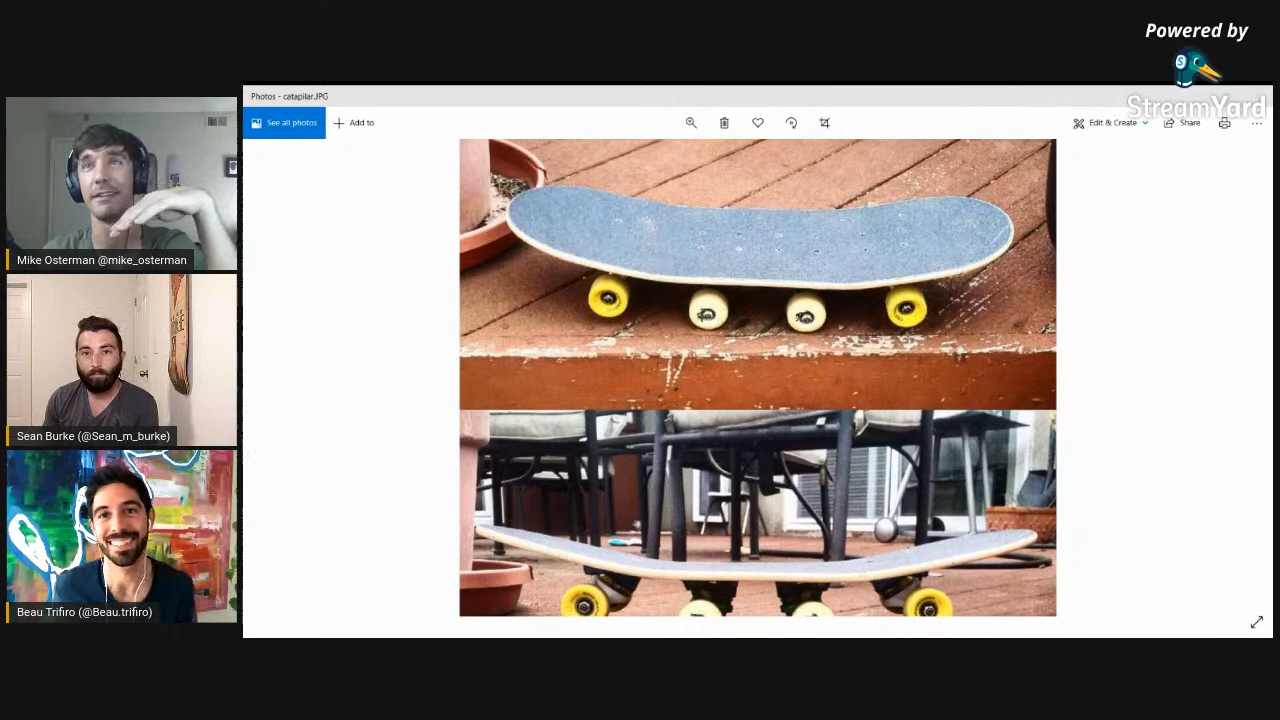 Powered by
StreamYard
Photos - catapilar.JPG
See all photos
Add to
Edit & Create
Share
Mike Osterman @mike_osterman
Sean Burke (@Sean_m_burke)
Beau Trifiro (@Beau.trifiro)